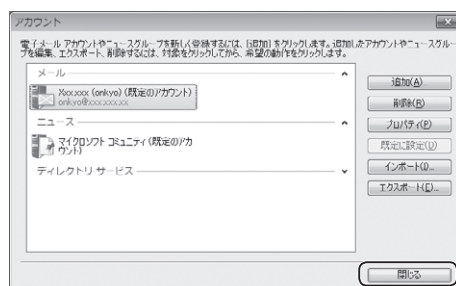 アカウント
電子メール アカウントやニュースグループを新しく登録するには、[追加] をクリックします。追加したアカウントやニュースグルー
プを編集、エクスポート、削除するには、対象をクリックしてから、希望の動作をクリックします。
メール
Xxx.xxx (onkyo) (既定のアカウント)
onkyo@xxx.xxx.xx
ニュース
マイクロソフト コミュニティ (既定のアカ
ウント)
ディレクトリ サービス
追加(A)...
削除(R)
プロパティ(P)
既定に設定(D)
インポート(I)...
エクスポート(E)...
閉じる